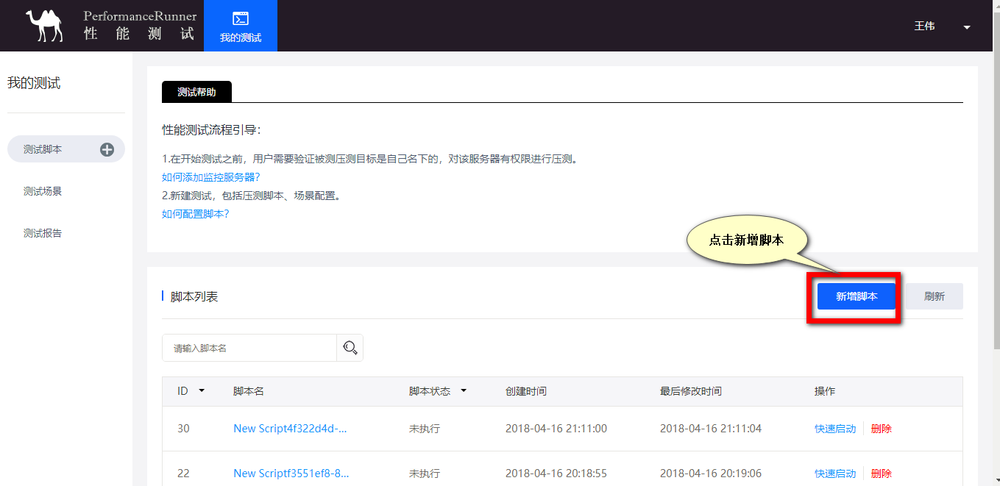 PerformanceRunner
性能测试
我的测试
王伟
我的测试
测试脚本
测试场景
测试报告
测试帮助
性能测试流程引导：
1.在开始测试之前，用户需要验证被测压测目标是自己名下的，对该服务器有权限进行压测。
如何添加监控服务器?
2.新建测试，包括压测脚本、场景配置。
如何配置脚本?
点击新增脚本
脚本列表 新增脚本 刷新
请输入脚本名
ID 脚本名 脚本状态 创建时间 最后修改时间 操作
30 New Script4f322d4d-... 未执行 2018-04-16 21:11:00 2018-04-16 21:11:04 快速启动 删除
22 New Scriptf3551ef8-8... 未执行 2018-04-16 20:18:55 2018-04-16 20:19:06 快速启动 删除